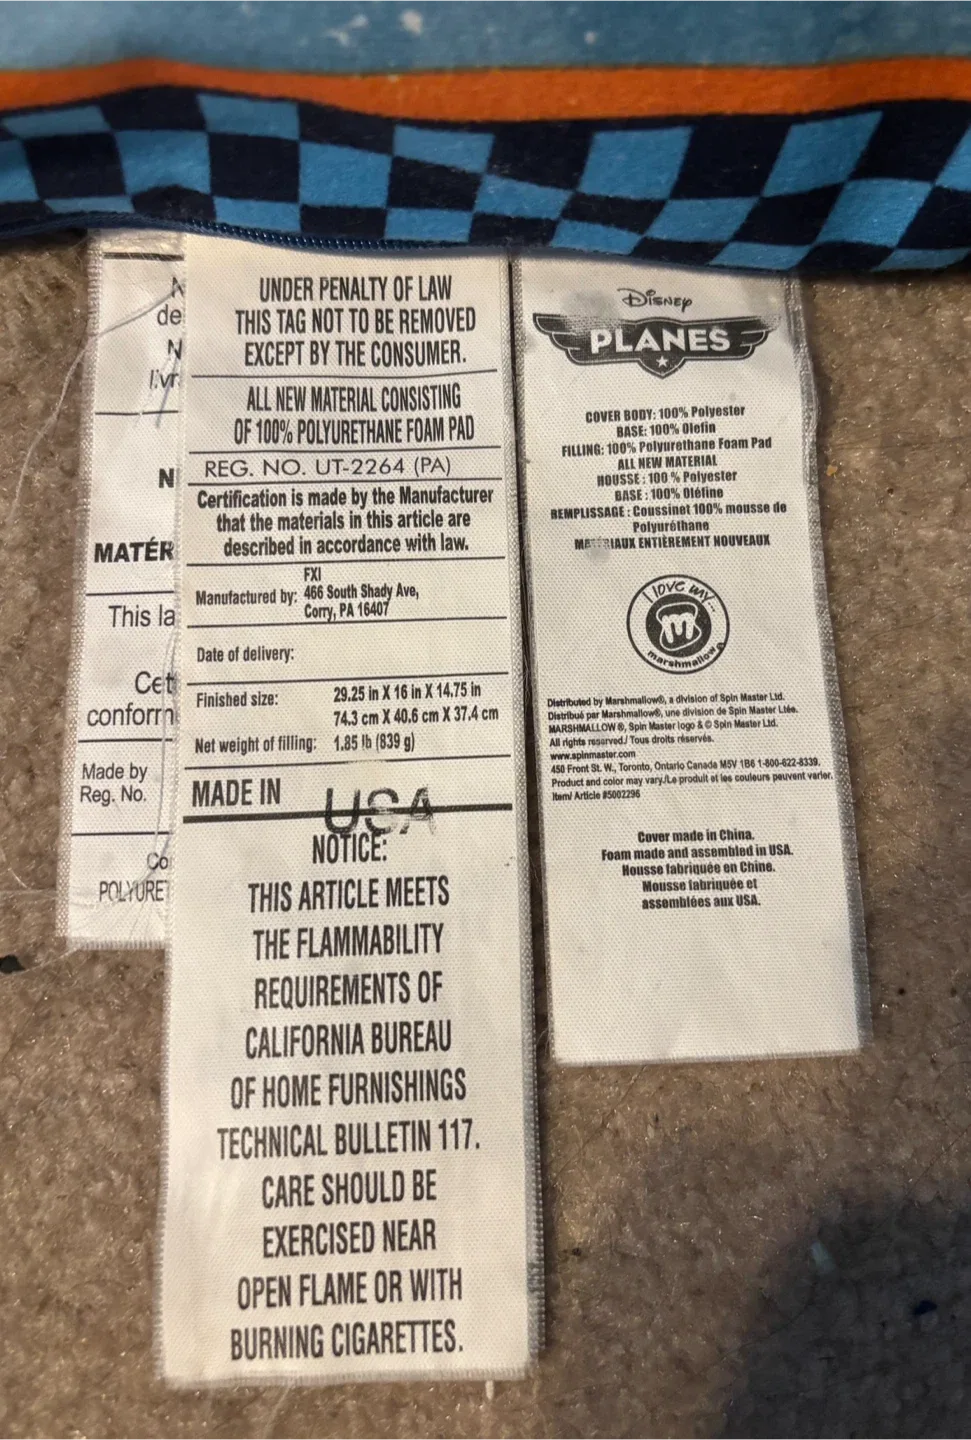 de
MATÉR
This la
conform
Made by
Reg. No.
POLYURET
UNDER PENALTY OF LAW
THIS TAG NOT TO BE REMOVED
EXCEPT BY THE CONSUMER.
ALL NEW MATERIAL CONSISTING
OF 100% POLYURETHANE FOAM PAD
REG. NO. UT-2264 (PA)
Certification is made by the Manufacturer
that the materials in this article are
described in accordance with law.
Manufactured by: FXI
466 South Shady Ave,
Corry, PA 16407
Date of delivery:
Finished size: 29.25 in X 16 in X 14.75 in
74.3 cm X 40.6 cm X 37.4 cm
Net weight of filling: 1.85 lb (839 g)
MADE IN USA
NOTICE:
THIS ARTICLE MEETS
THE FLAMMABILITY
REQUIREMENTS OF
CALIFORNIA BUREAU
OF HOME FURNISHINGS
TECHNICAL BULLETIN 117.
CARE SHOULD BE
EXERCISED NEAR
OPEN FLAME OR WITH
BURNING CIGARETTES.
Disney
PLANES
COVER BODY: 100% Polyester
BASE: 100% Olefin
FILLING: 100% Polyurethane Foam Pad
ALL NEW MATERIAL
HOUSSE : 100 % Polyester
BASE : 100% Oléfine
REMPLISSAGE : Coussinet 100% mousse de
Polyuréthane
MATÉRIAUX ENTIÈREMENT NOUVEAUX
I love my...
m
marshmallow
Distributed by Marshmallow®, a division of Spin Master Ltd.
Distribué par Marshmallow®, une division de Spin Master Ltée.
MARSHMALLOW ®, Spin Master logo & © Spin Master Ltd.
All rights reserved./ Tous droits réservés.
www.spinmaster.com
450 Front St. W., Toronto, Ontario Canada M5V 1B6 1-800-622-8339.
Product and color may vary./Le produit et les couleurs peuvent varier.
Item/ Article #5002296
Cover made in China.
Foam made and assembled in USA.
Housse fabriquée en Chine.
Mousse fabriquée et
assemblées aux USA.